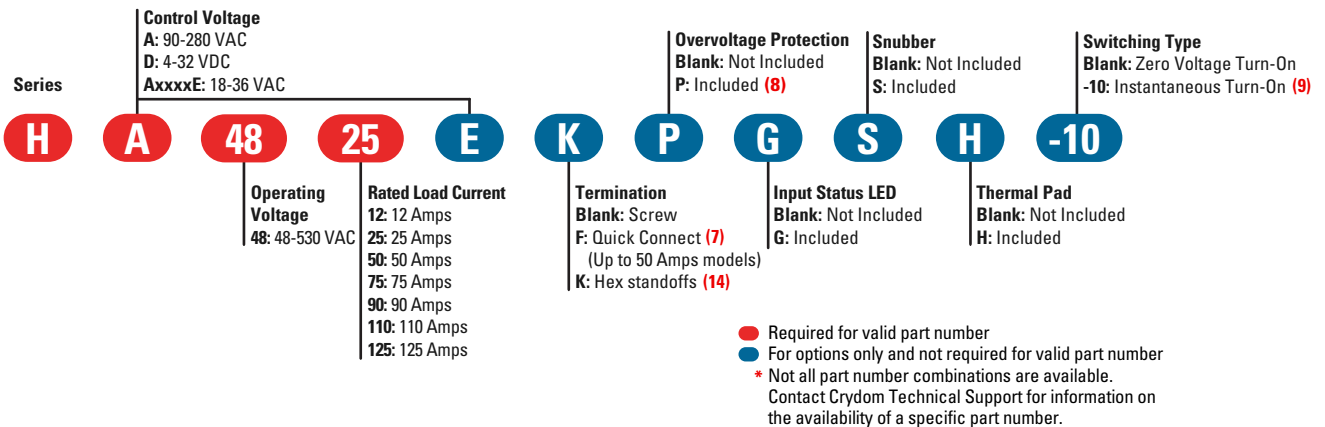 Control Voltage
A: 90-280 VAC
D: 4-32 VDC
AxxxxE: 18-36 VAC
Overvoltage Protection
Blank: Not Included
P: Included (8)
Snubber
Blank: Not Included
S: Included
Switching Type
Blank: Zero Voltage Turn-On
-10: Instantaneous Turn-On (9)
Series
H A 48 25 E K P G S H -10
Operating
Voltage
48: 48-530 VAC
Rated Load Current
12: 12 Amps
25: 25 Amps
50: 50 Amps
75: 75 Amps
90: 90 Amps
110: 110 Amps
125: 125 Amps
Termination
Blank: Screw
F: Quick Connect (7)
(Up to 50 Amps models)
K: Hex standoffs (14)
Input Status LED
Blank: Not Included
G: Included
Thermal Pad
Blank: Not Included
H: Included
Required for valid part number
For options only and not required for valid part number
* Not all part number combinations are available.
Contact Crydom Technical Support for information on
the availability of a specific part number.